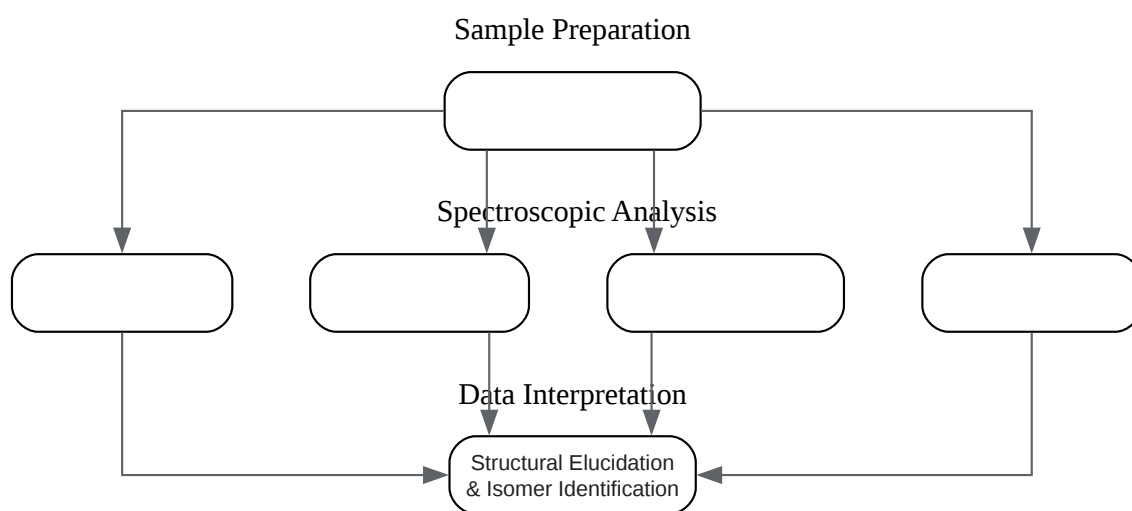 Sample Preparation
Spectroscopic Analysis
Data Interpretation
Structural Elucidation
& Isomer Identification